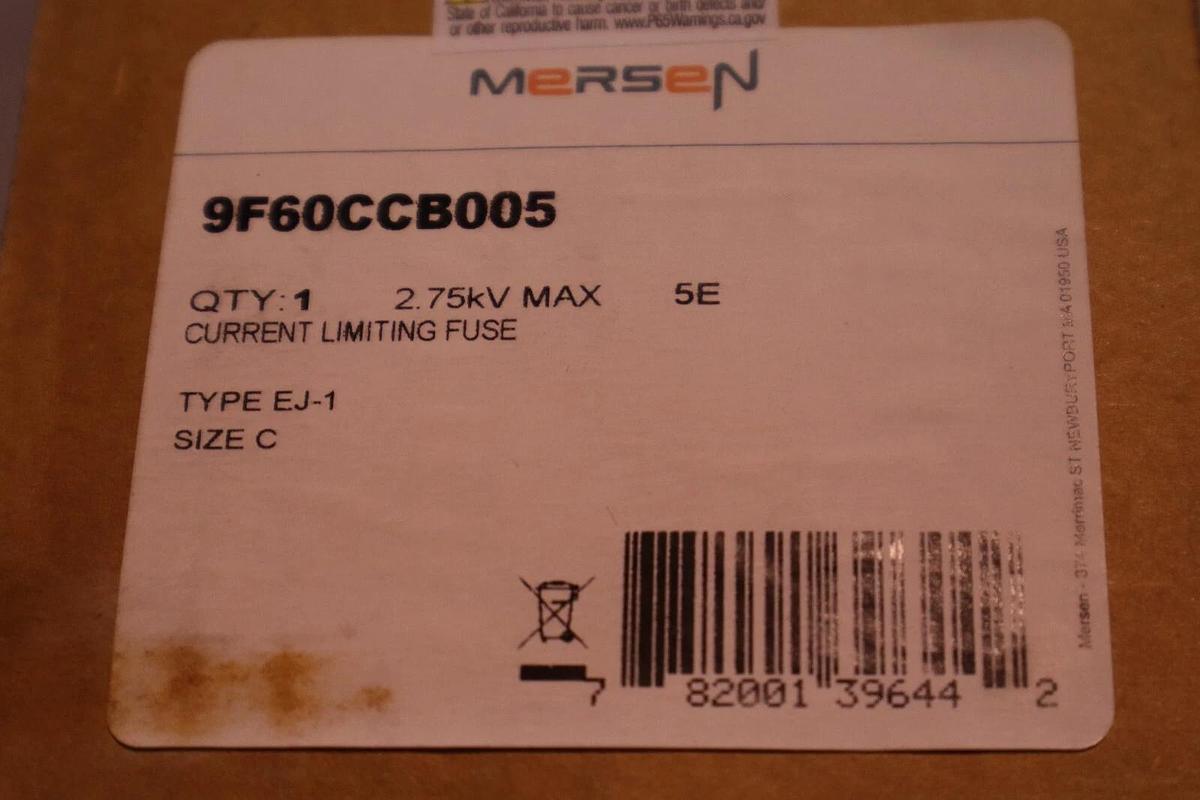 State of California to cause cancer or birth defects and/
or other reproductive harm. www.P65Warnings.ca.gov
MERSEN
9F60CCB005
QTY: 1 2.75kV MAX 5E
CURRENT LIMITING FUSE
TYPE EJ-1
SIZE C
7 82001 39644 2
Mersen - 374 Merrimac ST NEWBURYPORT MA 01950 USA